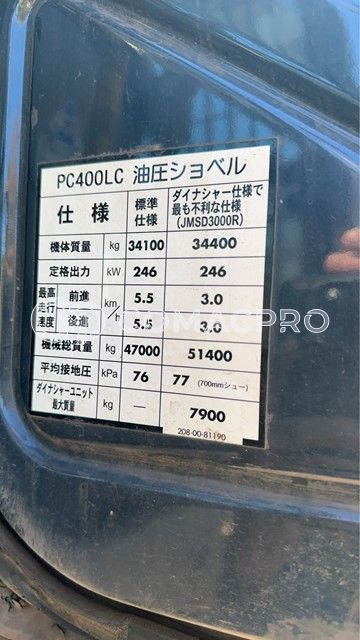 PC400LC 油圧ショベル
仕様 標準仕様 ダイナシャー仕様で最も不利な仕様 (JMSD3000R)
機体質量 kg 34100 34400
定格出力 kW 246 246
最高走行速度 前進 km/h 5.5 3.0
後進 5.5 3.0
機械総質量 kg 47000 51400
平均接地圧 kPa 76 77 (700mmシュー)
ダイナシャーユニット最大質量 kg — 7900
208-00-81190